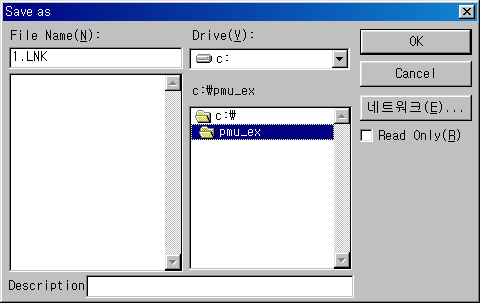 Save as
File Name(N):
1.LNK
Drive(V):
c:
c:₩pmu_ex
c:₩
pmu_ex
OK
Cancel
네트워크(E)...
Read Only(R)
Description